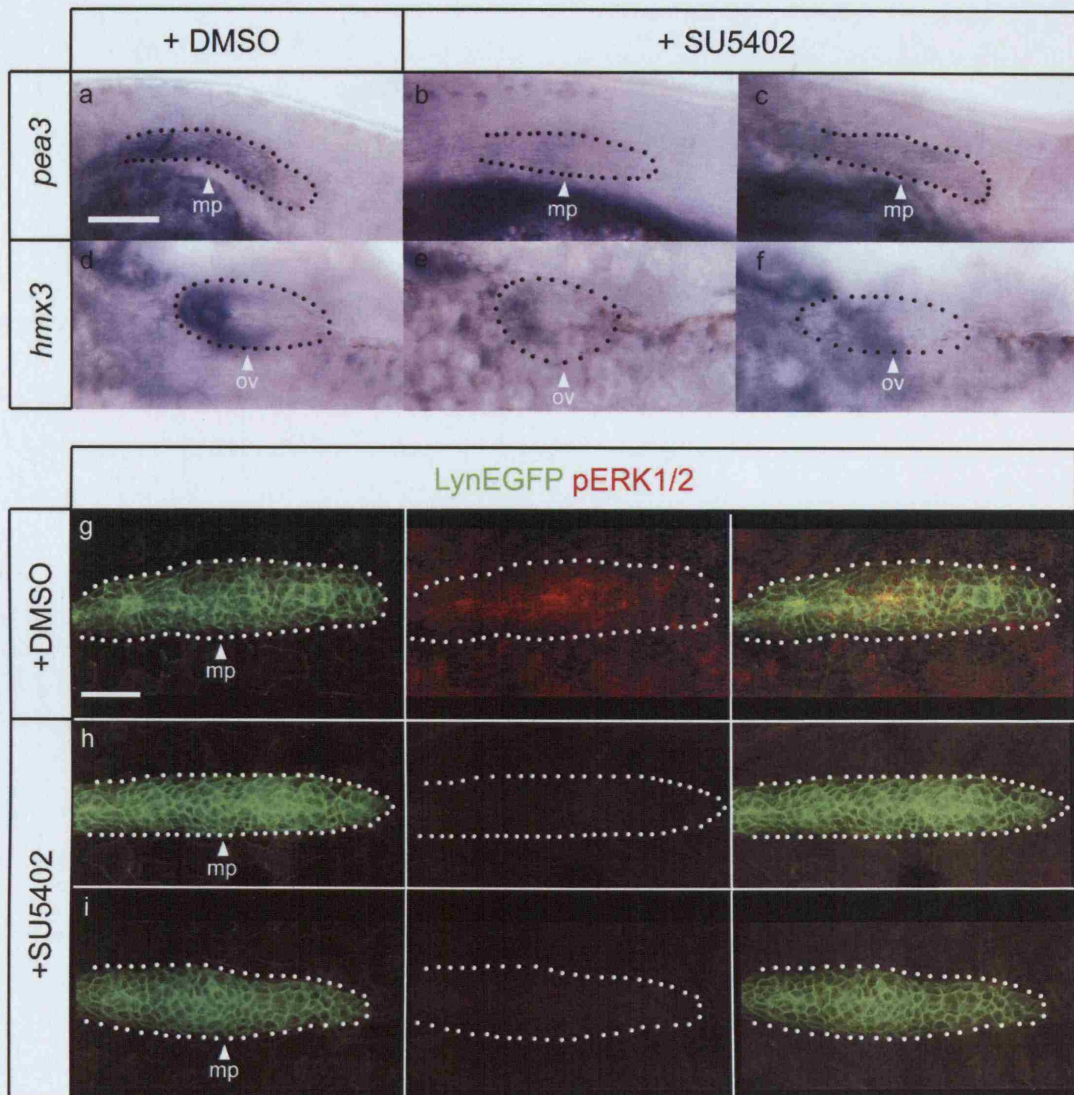 + DMSO
+ SU5402
pea3
a
mp
b
mp
c
mp
hmx3
d
ov
e
ov
f
ov
LynEGFP pERK1/2
+DMSO
g
mp
+SU5402
h
mp
i
mp